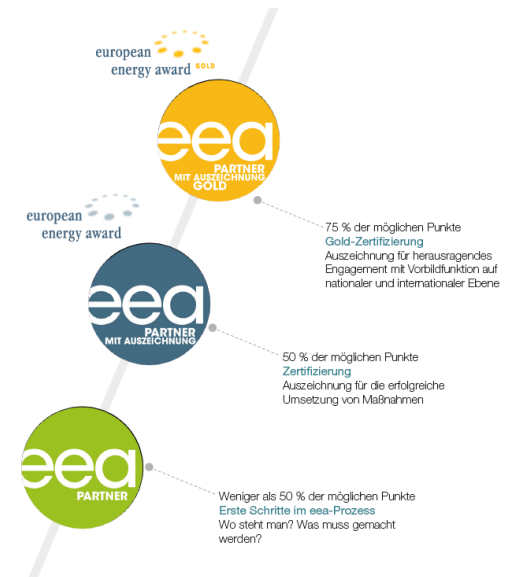 european
energy award GOLD
eea
PARTNER
MIT AUSZEICHNUNG
GOLD
75 % der möglichen Punkte
Gold-Zertifizierung
Auszeichnung für herausragendes
Engagement mit Vorbildfunktion auf
nationaler und internationaler Ebene
european
energy award
eea
PARTNER
MIT AUSZEICHNUNG
50 % der möglichen Punkte
Zertifizierung
Auszeichnung für die erfolgreiche
Umsetzung von Maßnahmen
eea
PARTNER
Weniger als 50 % der möglichen Punkte
Erste Schritte im eea-Prozess
Wo steht man? Was muss gemacht
werden?